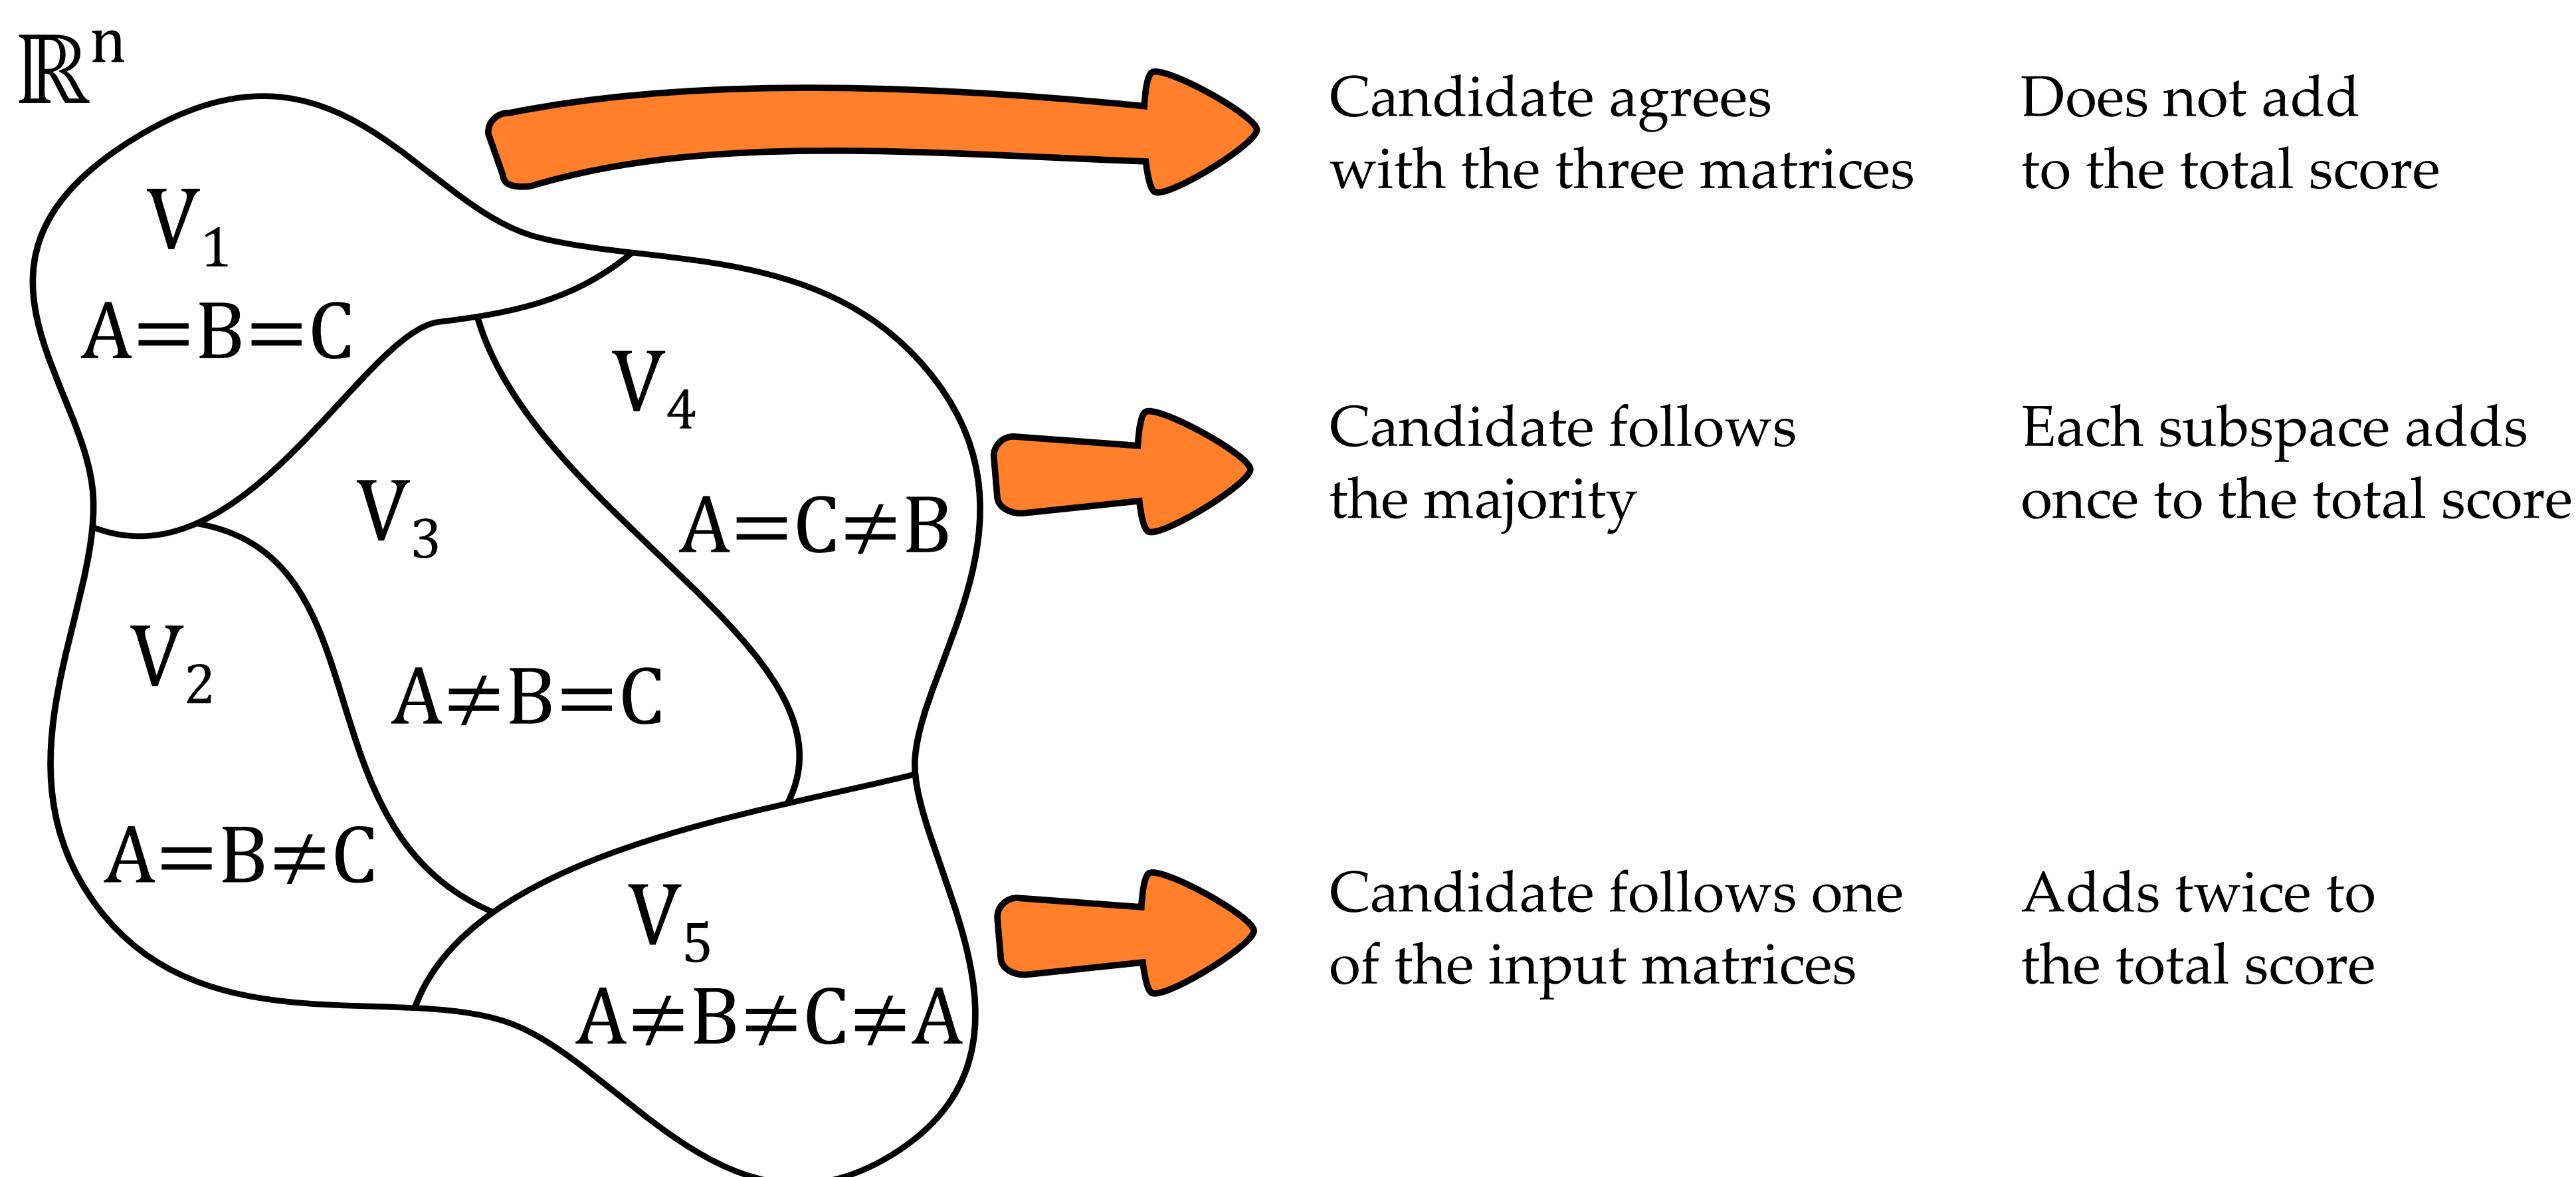 ℝⁿ
V₁
A=B=C
V₄
A=C≠B
V₃
A≠B=C
V₂
A=B≠C
V₅
A≠B≠C≠A
Candidate agrees
with the three matrices
Does not add
to the total score
Candidate follows
the majority
Each subspace adds
once to the total score
Candidate follows one
of the input matrices
Adds twice to
the total score